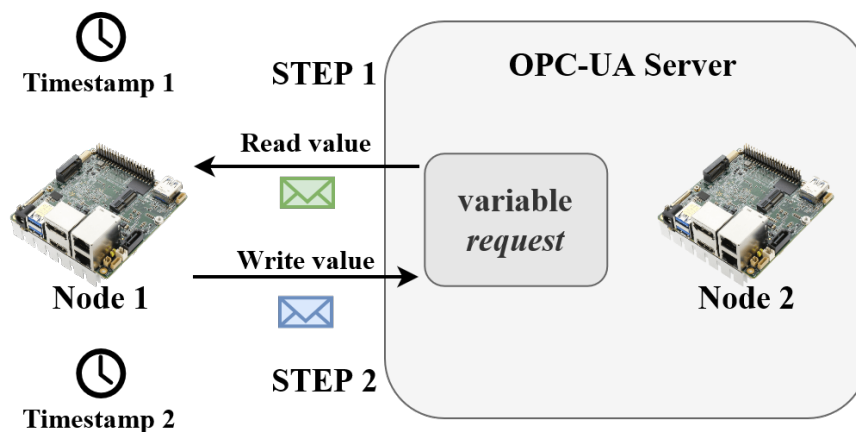 Timestamp 1
STEP 1
OPC-UA Server
Read value
variable
request
Write value
Node 1
Node 2
STEP 2
Timestamp 2